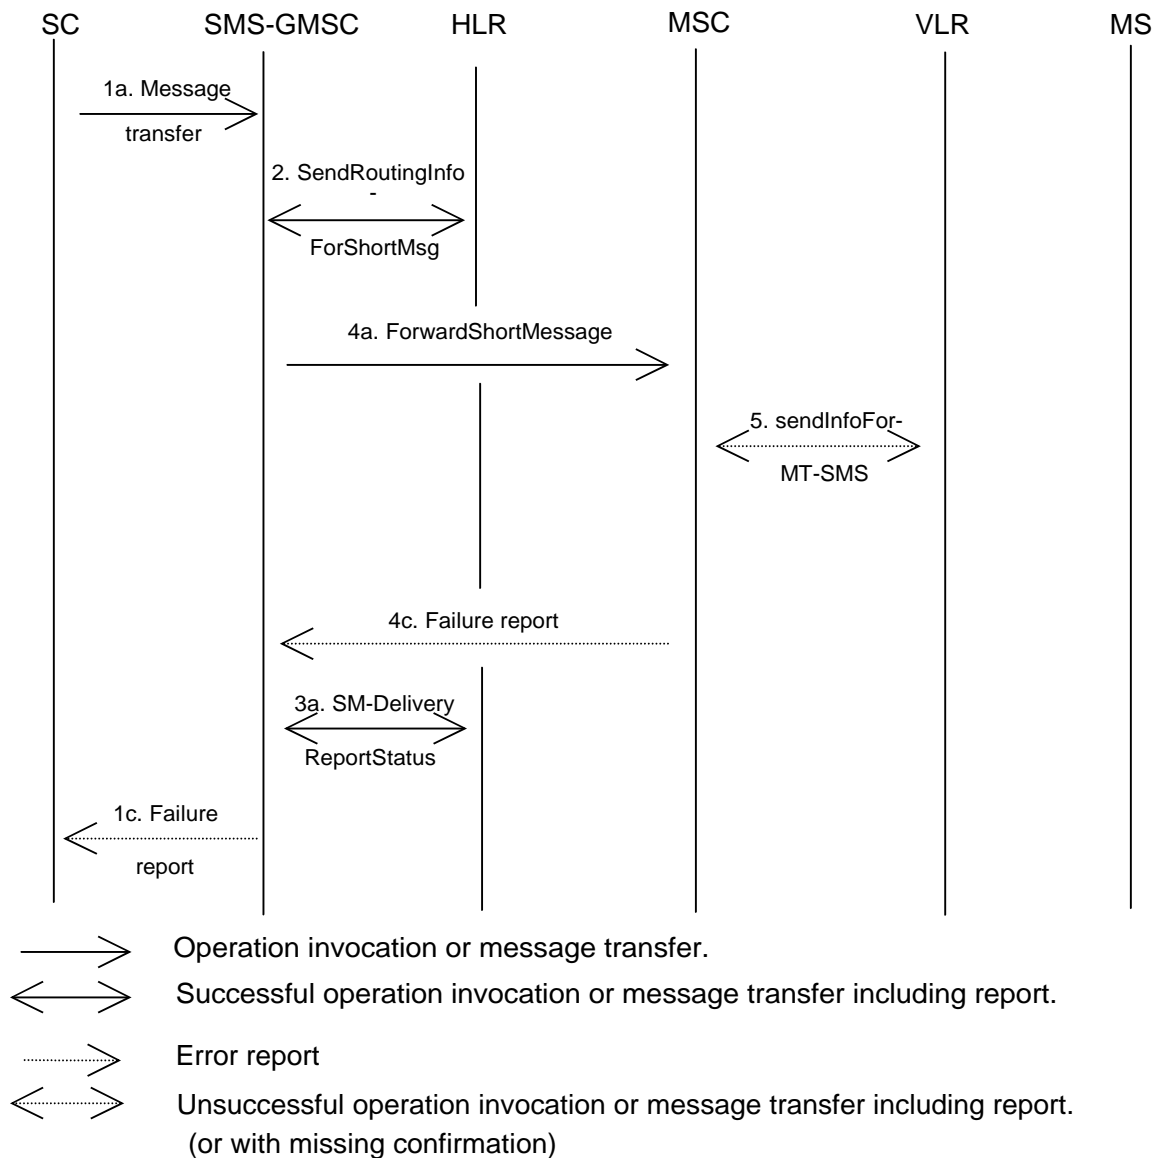 SC SMS-GMSC HLR MSC VLR MS
1a. Message
transfer
2. SendRoutingInfo
-
ForShortMsg
4a. ForwardShortMessage
5. sendInfoFor-
MT-SMS
4c. Failure report
3a. SM-Delivery
ReportStatus
1c. Failure
report
Operation invocation or message transfer.
Successful operation invocation or message transfer including report.
Error report
Unsuccessful operation invocation or message transfer including report.
(or with missing confirmation)